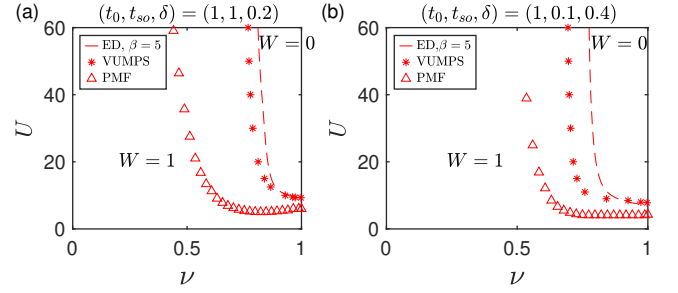 (a)
(t₀, tₛₒ, δ) = (1, 1, 0.2)
60
40
20
0
U
ED, β = 5
VUMPS
PMF
W = 0
W = 1
0
0.5
1
ν
(b)
(t₀, tₛₒ, δ) = (1, 0.1, 0.4)
60
40
20
0
U
ED, β = 5
VUMPS
PMF
W = 0
W = 1
0
0.5
1
ν